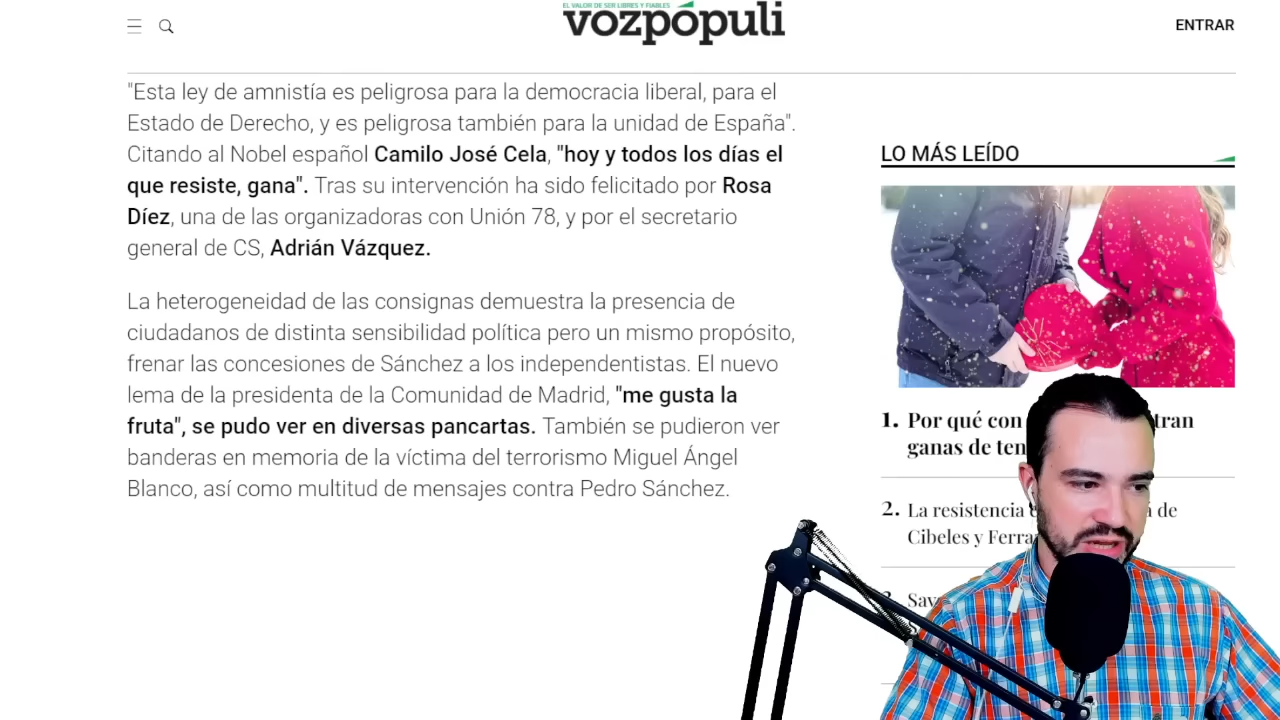 EL VALOR DE SER LIBRES Y FIABLES
vozpópuli
ENTRAR
"Esta ley de amnistía es peligrosa para la democracia liberal, para el
Estado de Derecho, y es peligrosa también para la unidad de España".
Citando al Nobel español Camilo José Cela, "hoy y todos los días el
que resiste, gana". Tras su intervención ha sido felicitado por Rosa
Díez, una de las organizadoras con Unión 78, y por el secretario
general de CS, Adrián Vázquez.
La heterogeneidad de las consignas demuestra la presencia de
ciudadanos de distinta sensibilidad política pero un mismo propósito,
frenar las concesiones de Sánchez a los independentistas. El nuevo
lema de la presidenta de la Comunidad de Madrid, "me gusta la
fruta", se pudo ver en diversas pancartas. También se pudieron ver
banderas en memoria de la víctima del terrorismo Miguel Ángel
Blanco, así como multitud de mensajes contra Pedro Sánchez.
LO MÁS LEÍDO
1. Por qué con
ganas de
2. La resistencia de
Cibeles y
3.